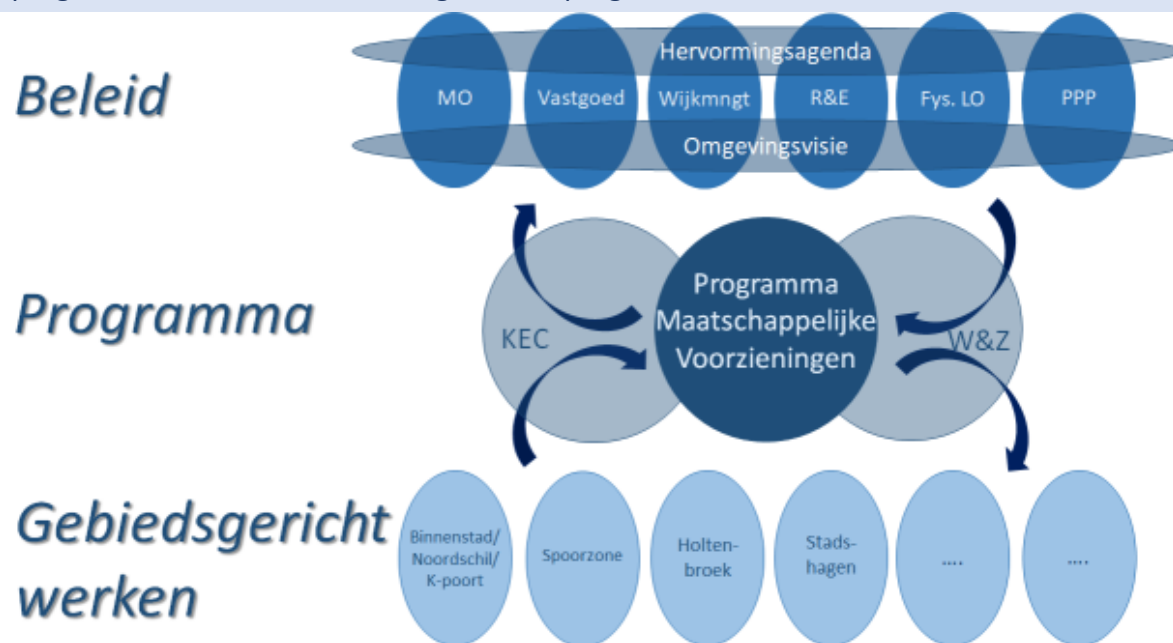 Beleid
Hervormingsagenda
MO
Vastgoed
Wijkmngt
R&E
Fys. LO
PPP
Omgevingsvisie
Programma
KEC
Programma
Maatschappelijke
Voorzieningen
W&Z
Gebiedsgericht
werken
Binnenstad/
Noordschil/
K-poort
Spoorzone
Holten-
broek
Stads-
hagen
....
....